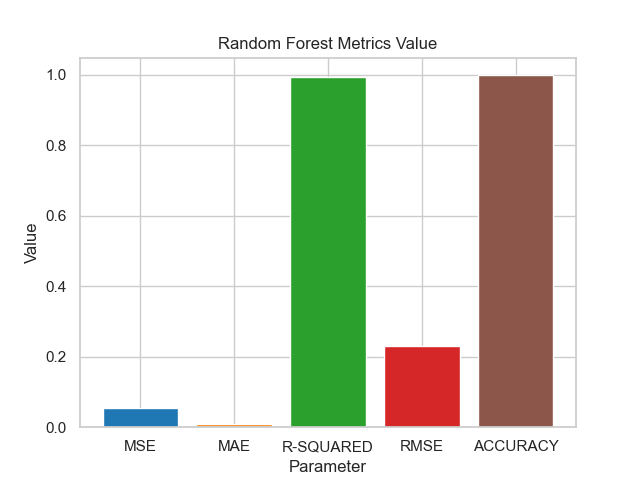 Random Forest Metrics Value
1.0
0.8
0.6
0.4
0.2
0.0
Value
MSE MAE R-SQUARED RMSE ACCURACY
Parameter